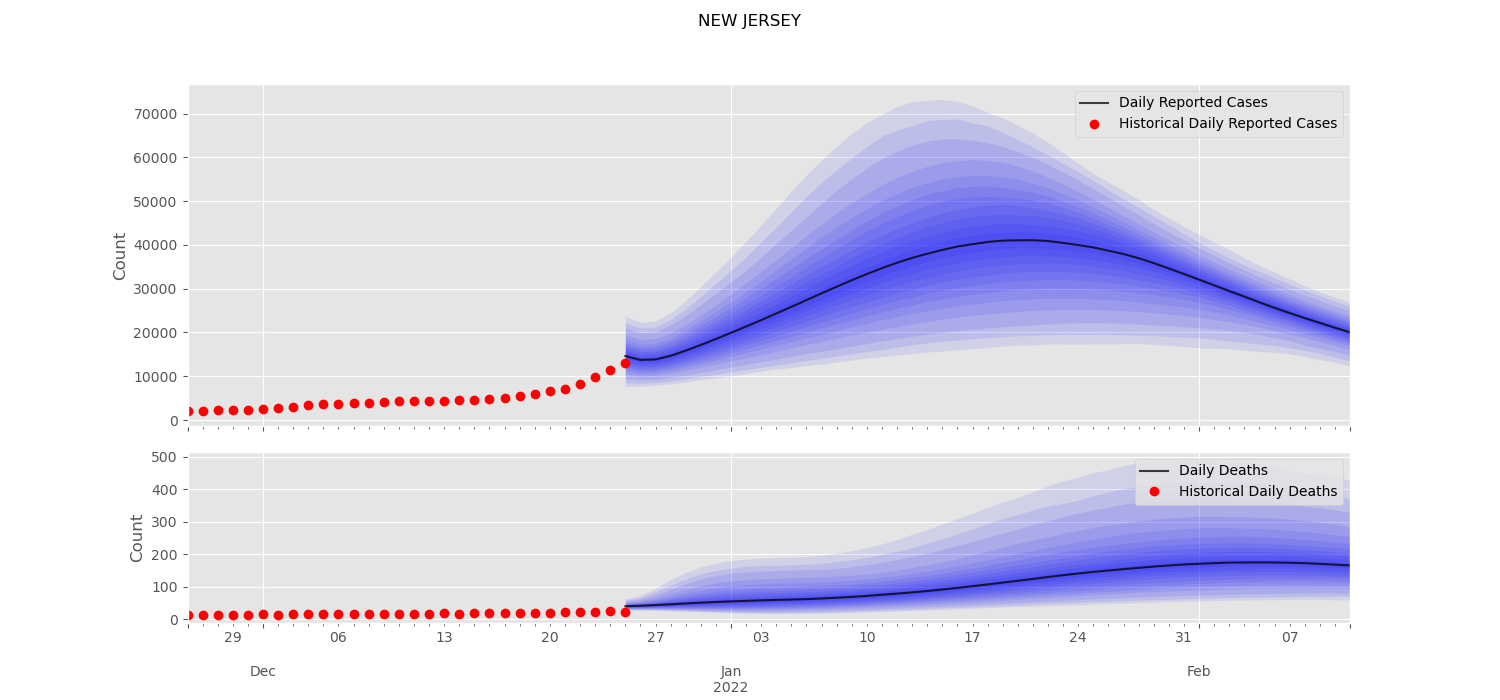 NEW JERSEY
Count
70000
60000
50000
40000
30000
20000
10000
0
Daily Reported Cases
Historical Daily Reported Cases
Count
500
400
300
200
100
0
Daily Deaths
Historical Daily Deaths
29 06 13 20 27 03 10 17 24 31 07
Dec Jan Feb
2022